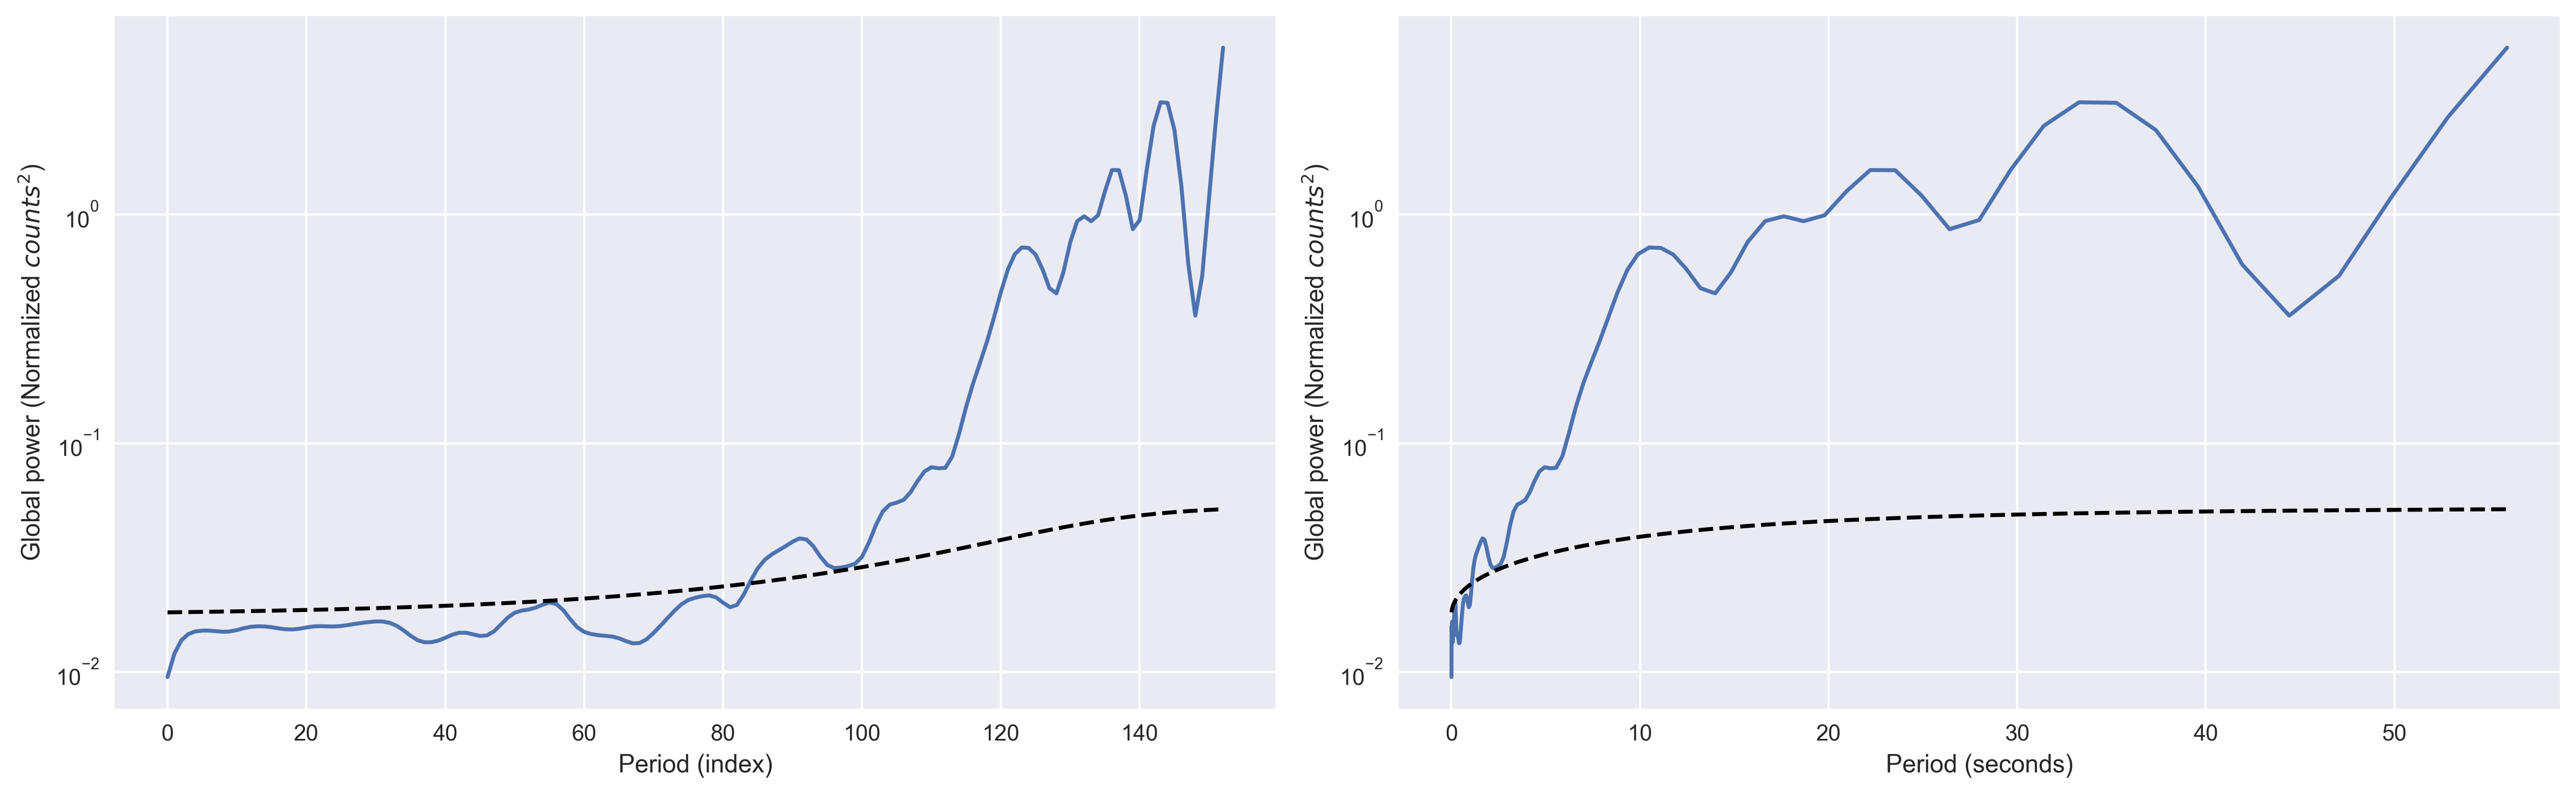 Global power (Normalized counts²)
10⁰
10⁻¹
10⁻²
0 20 40 60 80 100 120 140
Period (index)
Global power (Normalized counts²)
10⁰
10⁻¹
10⁻²
0 10 20 30 40 50
Period (seconds)